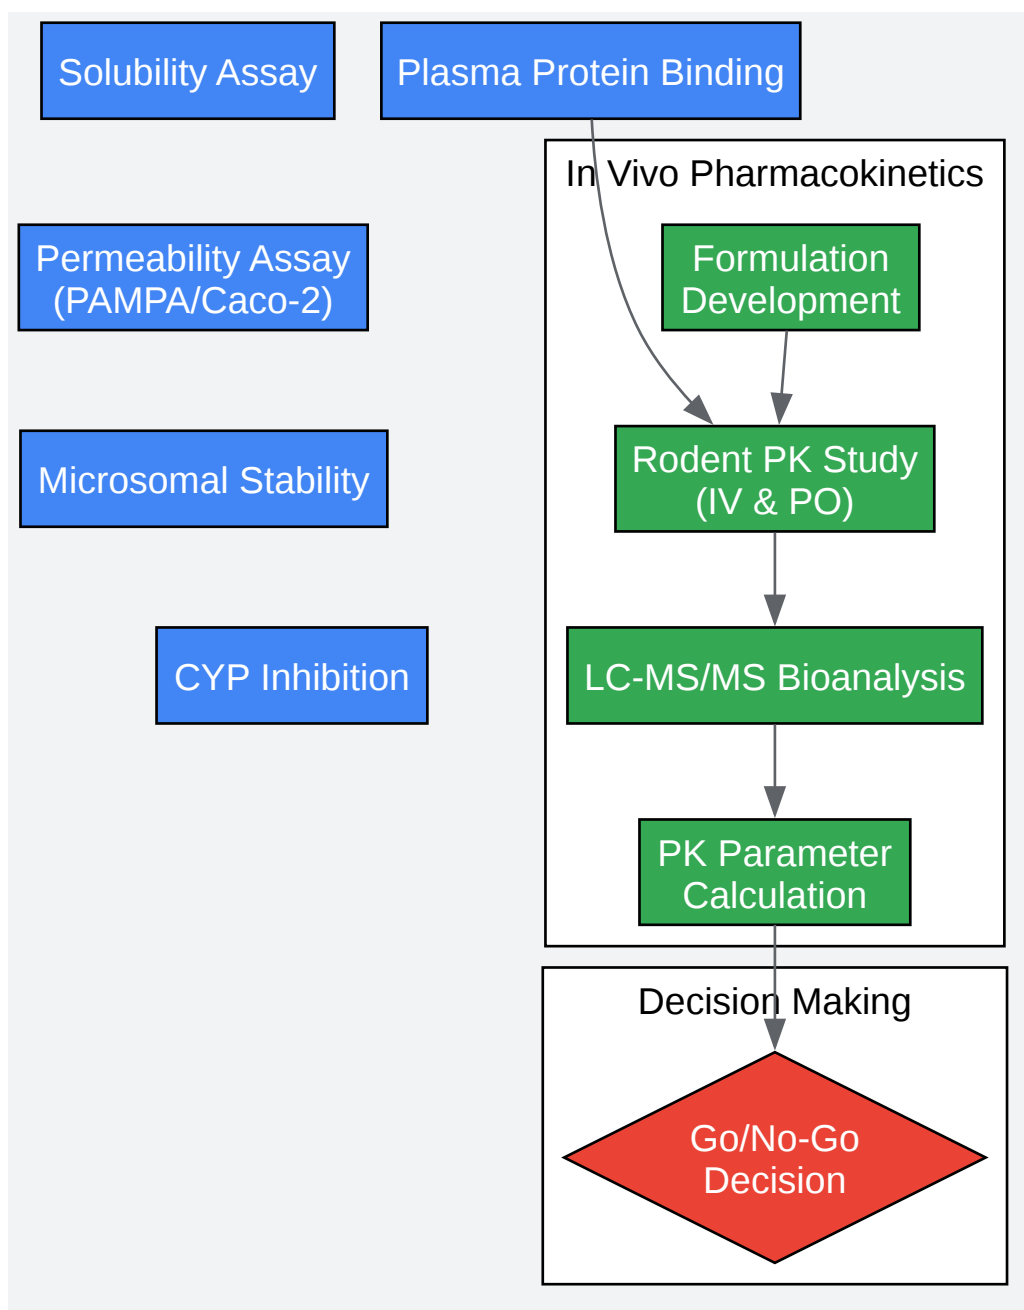 Solubility Assay
Plasma Protein Binding
In Vivo Pharmacokinetics
Permeability Assay
(PAMPA/Caco-2)
Formulation
Development
Microsomal Stability
Rodent PK Study
(IV & PO)
CYP Inhibition
LC-MS/MS Bioanalysis
PK Parameter
Calculation
Decision Making
Go/No-Go
Decision